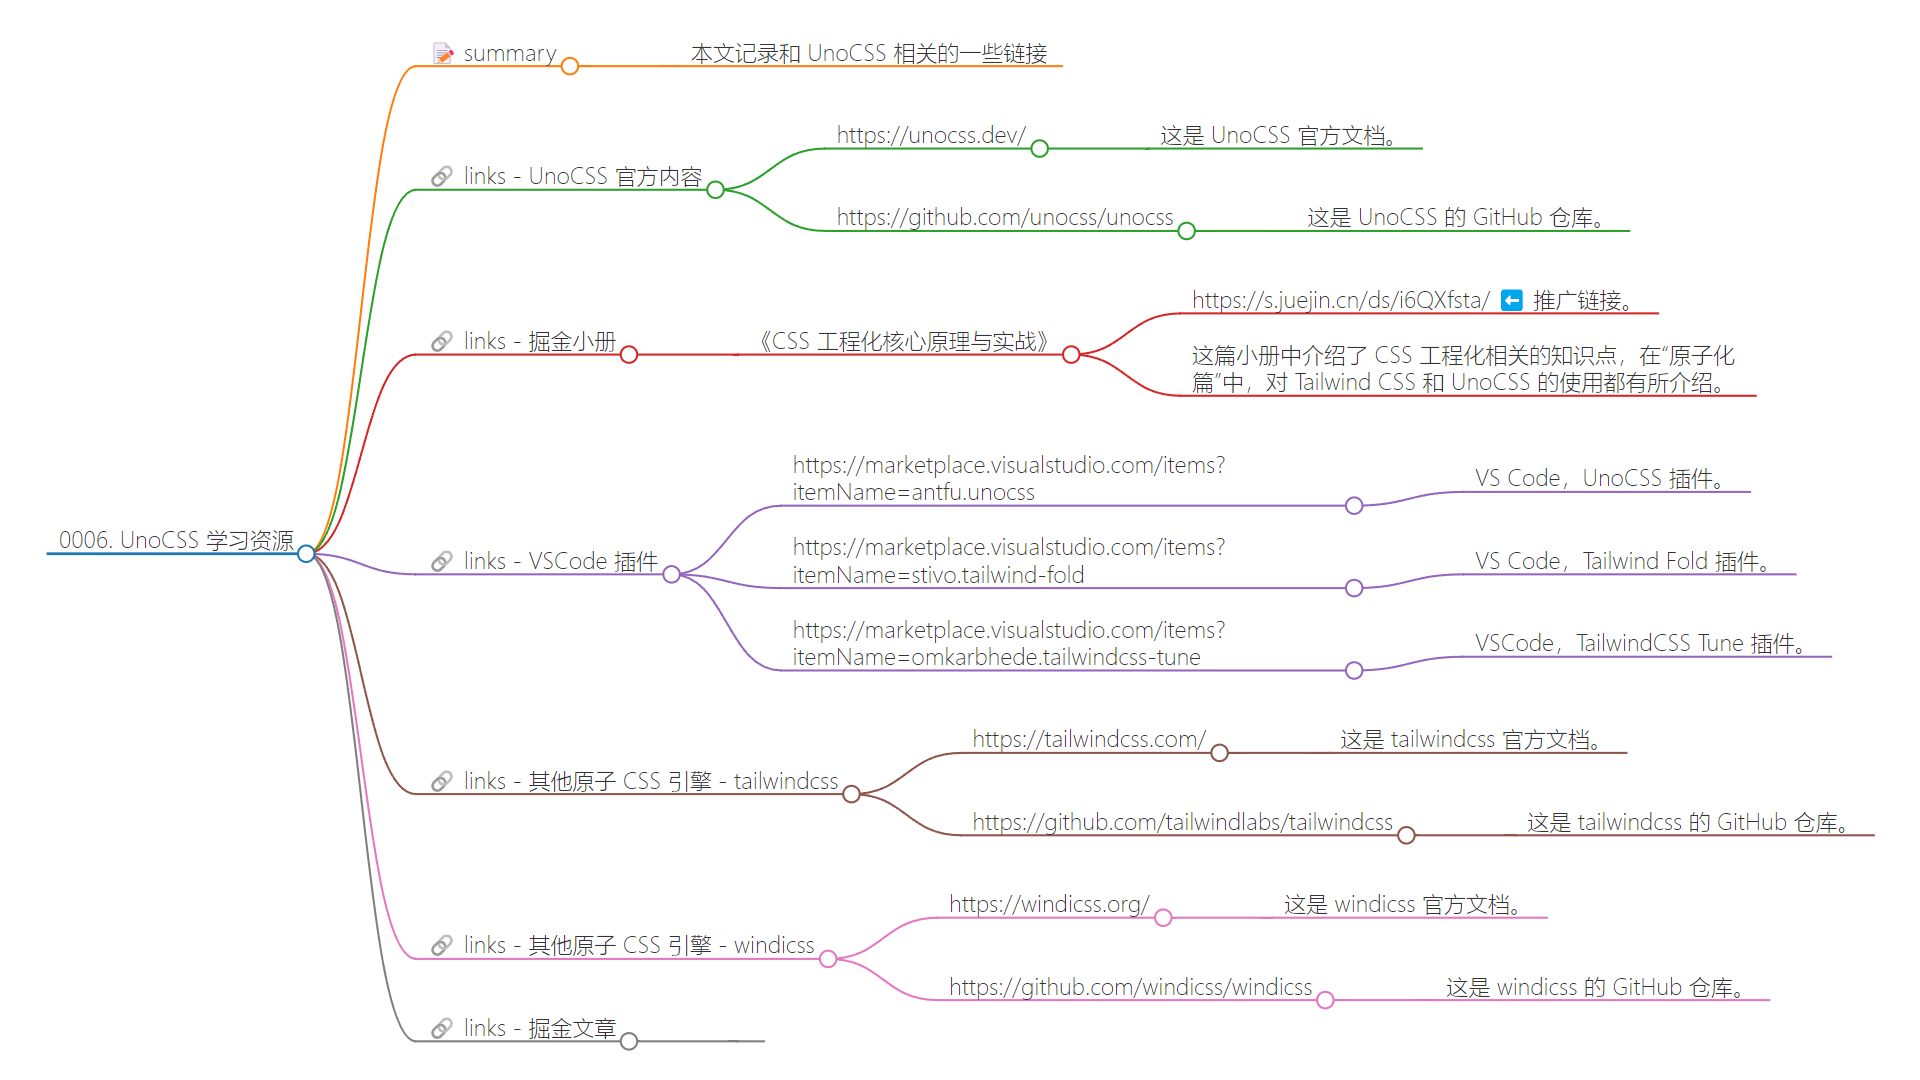 0006. UnoCSS 学习资源
📝 summary
本文记录和 UnoCSS 相关的一些链接
🔗 links - UnoCSS 官方内容
https://unocss.dev/
这是 UnoCSS 官方文档。
https://github.com/unocss/unocss
这是 UnoCSS 的 GitHub 仓库。
🔗 links - 掘金小册
《CSS 工程化核心原理与实战》
https://s.juejin.cn/ds/i6QXfsta/ ⬅️ 推广链接。
这篇小册中介绍了 CSS 工程化相关的知识点，在“原子化
篇”中，对 Tailwind CSS 和 UnoCSS 的使用都有所介绍。
🔗 links - VSCode 插件
https://marketplace.visualstudio.com/items?
itemName=antfu.unocss
VS Code，UnoCSS 插件。
https://marketplace.visualstudio.com/items?
itemName=stivo.tailwind-fold
VS Code，Tailwind Fold 插件。
https://marketplace.visualstudio.com/items?
itemName=omkarbhede.tailwindcss-tune
VSCode，TailwindCSS Tune 插件。
🔗 links - 其他原子 CSS 引擎 - tailwindcss
https://tailwindcss.com/
这是 tailwindcss 官方文档。
https://github.com/tailwindlabs/tailwindcss
这是 tailwindcss 的 GitHub 仓库。
🔗 links - 其他原子 CSS 引擎 - windicss
https://windicss.org/
这是 windicss 官方文档。
https://github.com/windicss/windicss
这是 windicss 的 GitHub 仓库。
🔗 links - 掘金文章